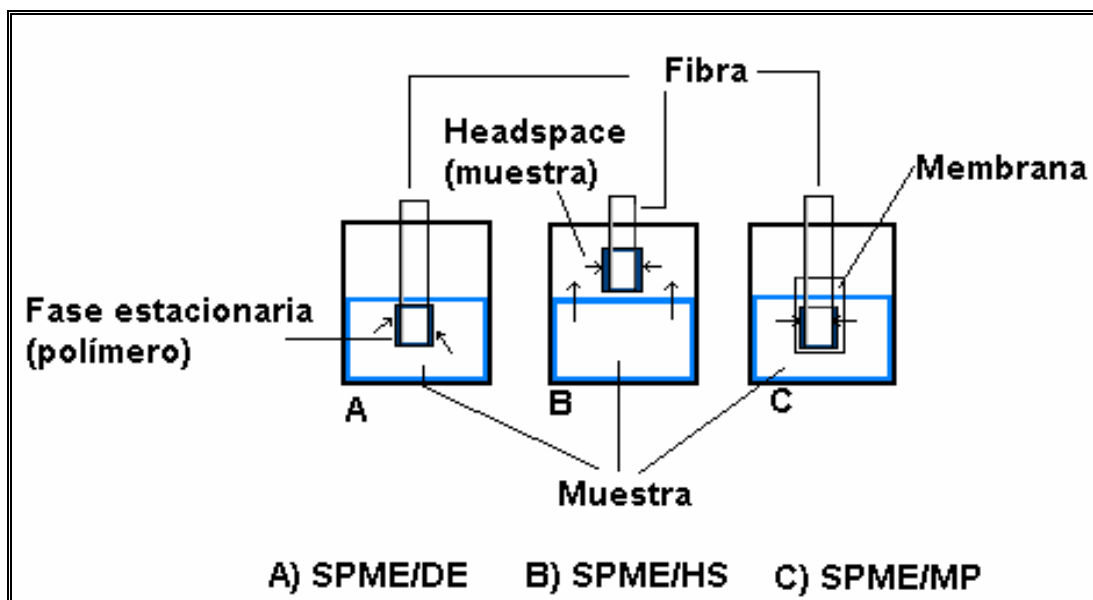 Fibra
Headspace
(muestra)
Membrana
Fase estacionaria
(polímero)
A
B
C
Muestra
A) SPME/DE B) SPME/HS C) SPME/MP